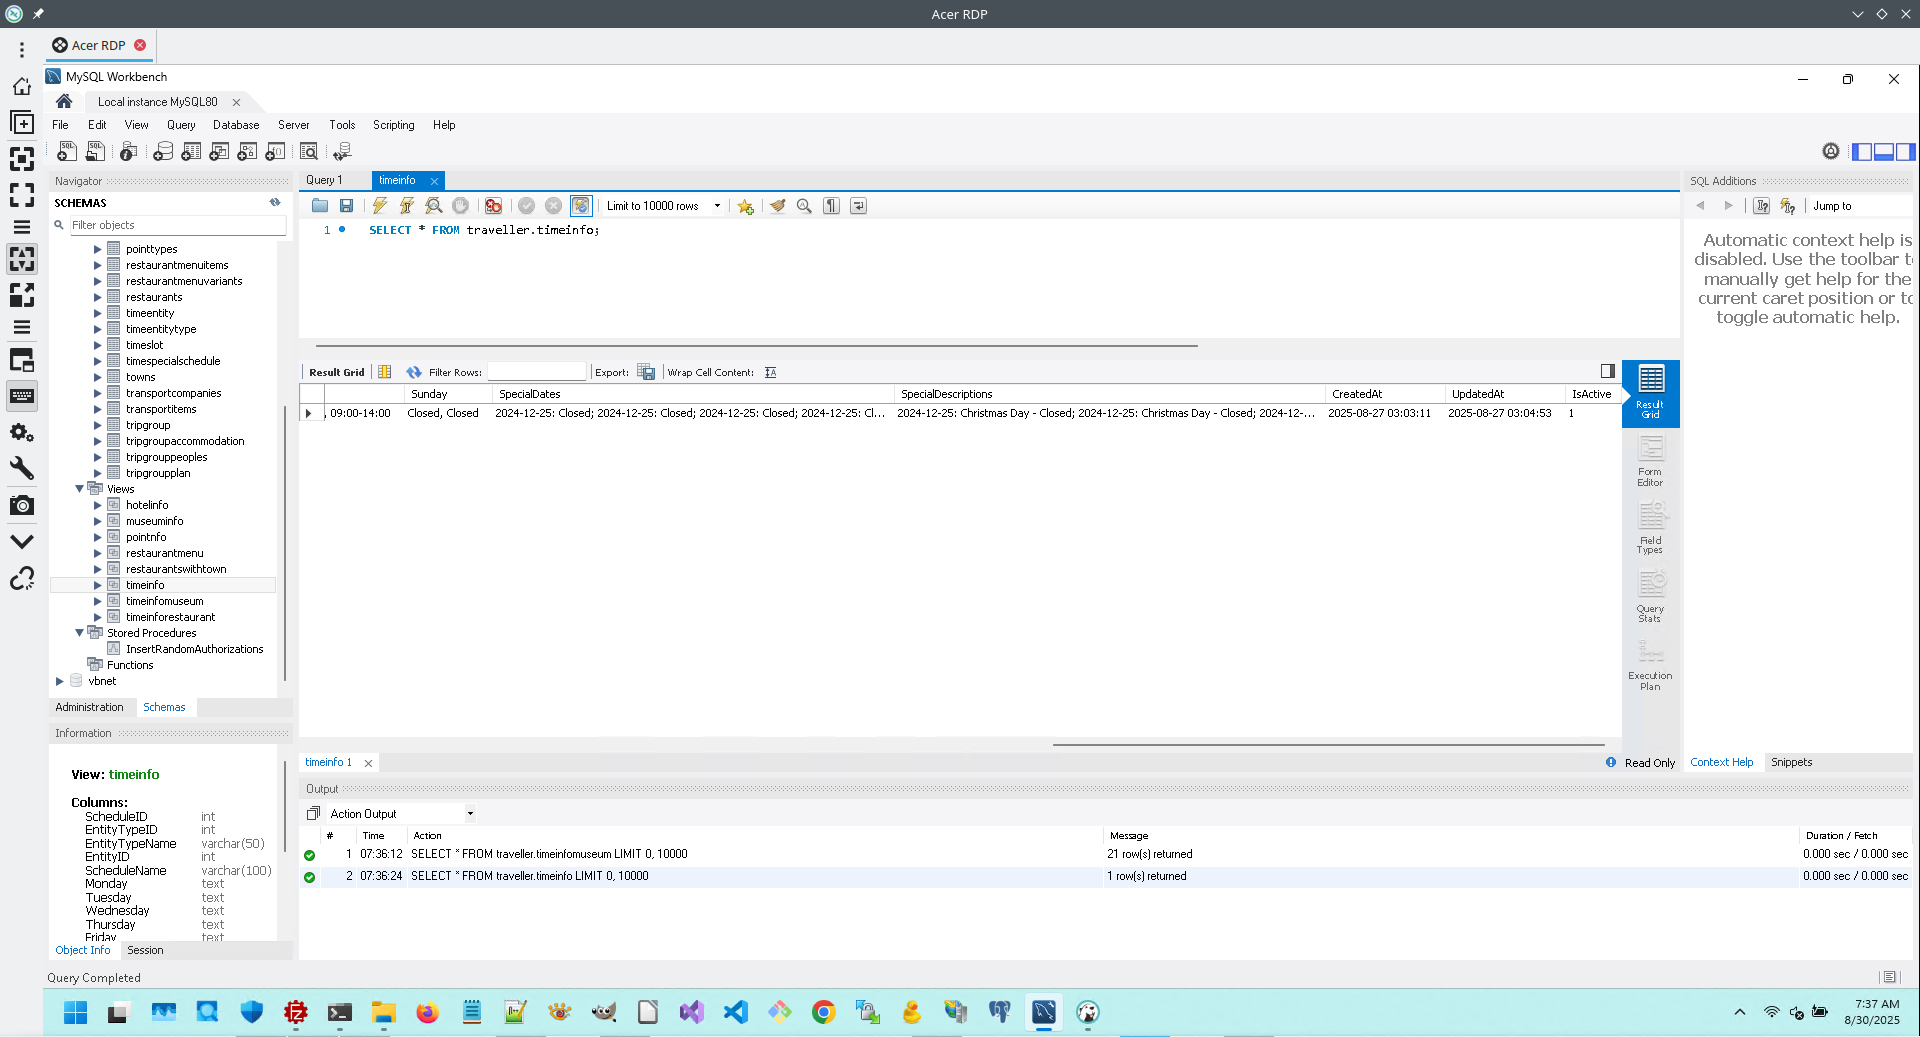 Acer RDP
Acer RDP
MySQL Workbench
Local instance MySQL80
File Edit View Query Database Server Tools Scripting Help
Navigator
SCHEMAS
Filter objects
pointtypes
restaurantmenuitems
restaurantmenuvariants
restaurants
timeentity
timeentitytype
timeslot
timespecialschedule
towns
transportcompanies
transportitems
tripgroup
tripgroupaccommodation
tripgrouppeoples
tripgroupplan
Views
hotelinfo
museuminfo
pointnfo
restaurantmenu
restaurantswithtown
timeinfo
timeinfomuseum
timeinforestaurant
Stored Procedures
InsertRandomAuthorizations
Functions
vbnet
Administration Schemas
Information
View: timeinfo
Columns:
ScheduleID int
EntityTypeID int
EntityTypeName varchar(50)
EntityID int
ScheduleName varchar(100)
Monday text
Tuesday text
Wednesday text
Thursday text
Friday text
Object Info Session
Query Completed
Query 1 timeinfo
Limit to 10000 rows
1 SELECT * FROM traveller.timeinfo;
Result Grid Filter Rows: Export: Wrap Cell Content:
Sunday SpecialDates SpecialDescriptions CreatedAt UpdatedAt IsActive
, 09:00-14:00 Closed, Closed 2024-12-25: Closed; 2024-12-25: Closed; 2024-12-25: Closed; 2024-12-25: Cl... 2024-12-25: Christmas Day - Closed; 2024-12-25: Christmas Day - Closed; 2024-12-... 2025-08-27 03:03:11 2025-08-27 03:04:53 1
Result Grid
Form Editor
Field Types
Query Stats
Execution Plan
timeinfo 1
Read Only
Output
Action Output
# Time Action Message Duration / Fetch
1 07:36:12 SELECT * FROM traveller.timeinfomuseum LIMIT 0, 10000 21 row(s) returned 0.000 sec / 0.000 sec
2 07:36:24 SELECT * FROM traveller.timeinfo LIMIT 0, 10000 1 row(s) returned 0.000 sec / 0.000 sec
SQL Additions
Jump to
Automatic context help is
disabled. Use the toolbar t
manually get help for the
current caret position or to
toggle automatic help.
Context Help Snippets
7:37 AM
8/30/2025